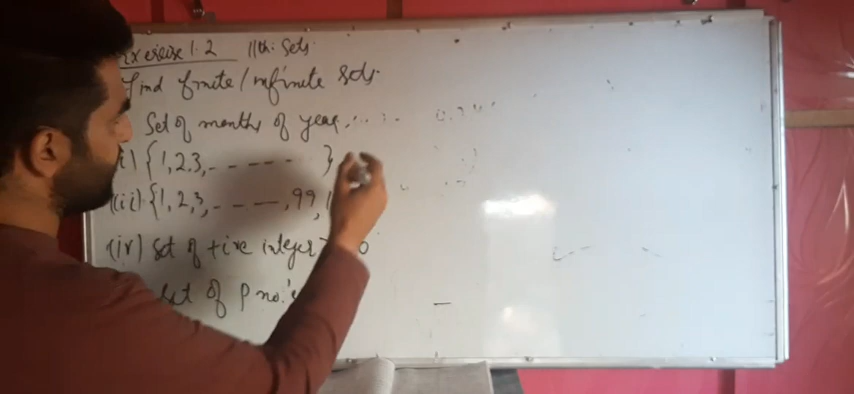 Exercise 1.2 11th: Sets.
Find finite/infinite sets.
Set of months of year
{1,2,3, - - - - - }
(iii) {1, 2, 3, - - - - , 99,
(iv) Set of +ive integer >
Set of P no.'s